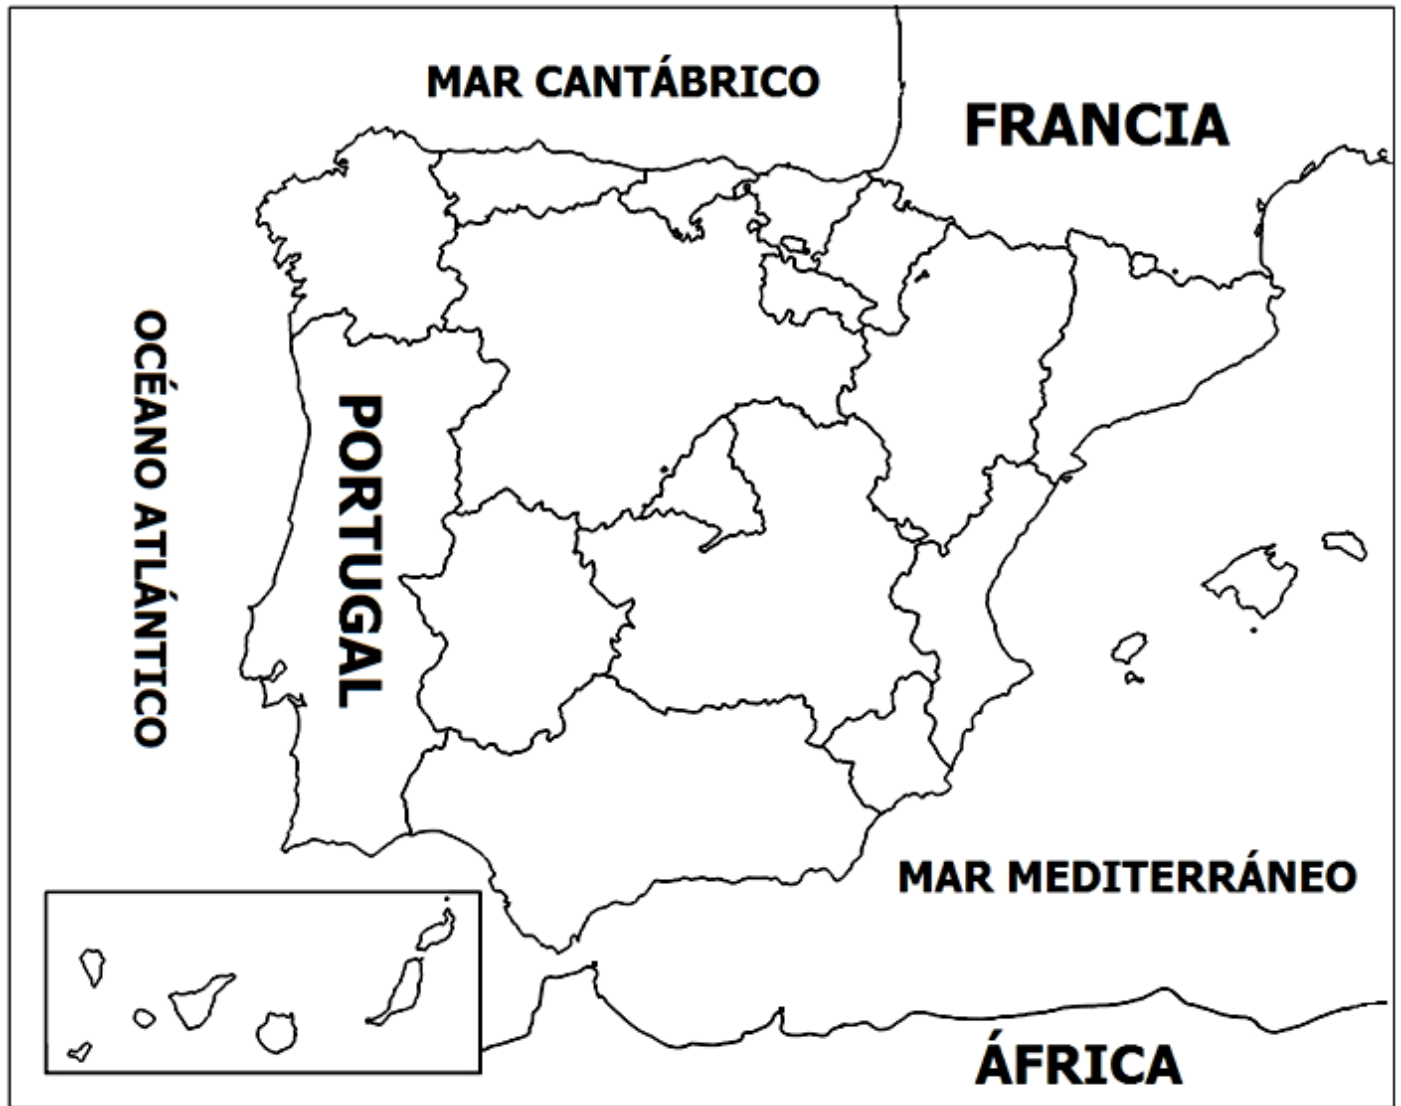 MAR CANTÁBRICO
FRANCIA
OCÉANO ATLÁNTICO
PORTUGAL
MAR MEDITERRÁNEO
ÁFRICA